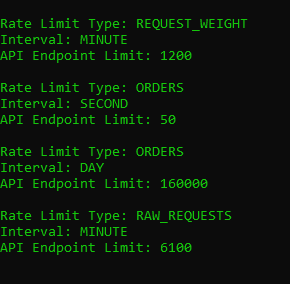 Rate Limit Type: REQUEST_WEIGHT
Interval: MINUTE
API Endpoint Limit: 1200
Rate Limit Type: ORDERS
Interval: SECOND
API Endpoint Limit: 50
Rate Limit Type: ORDERS
Interval: DAY
API Endpoint Limit: 160000
Rate Limit Type: RAW_REQUESTS
Interval: MINUTE
API Endpoint Limit: 6100